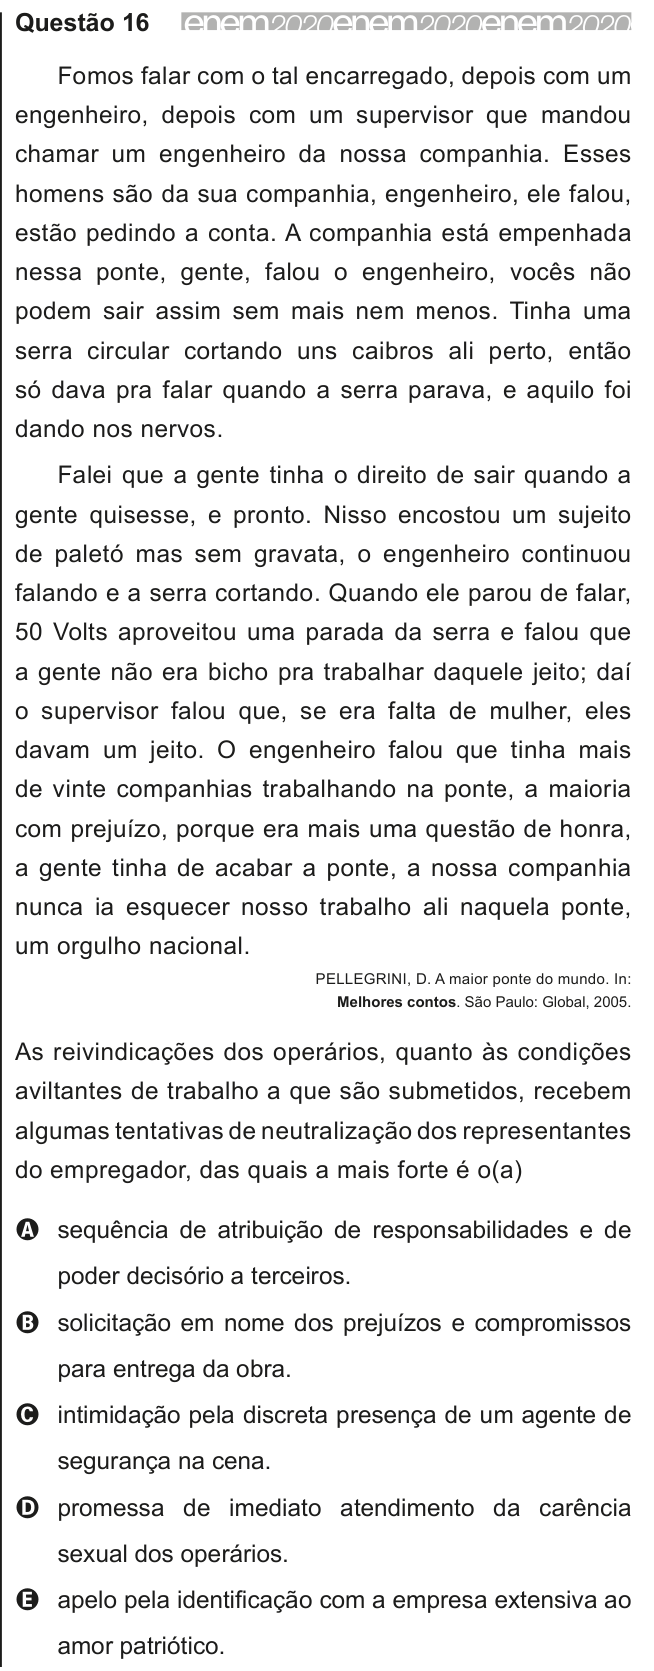 Questão 16 enem2020enem2020enem2020
Fomos falar com o tal encarregado, depois com um
engenheiro, depois com um supervisor que mandou
chamar um engenheiro da nossa companhia. Esses
homens são da sua companhia, engenheiro, ele falou,
estão pedindo a conta. A companhia está empenhada
nessa ponte, gente, falou o engenheiro, vocês não
podem sair assim sem mais nem menos. Tinha uma
serra circular cortando uns caibros ali perto, então
só dava pra falar quando a serra parava, e aquilo foi
dando nos nervos.
Falei que a gente tinha o direito de sair quando a
gente quisesse, e pronto. Nisso encostou um sujeito
de paletó mas sem gravata, o engenheiro continuou
falando e a serra cortando. Quando ele parou de falar,
50 Volts aproveitou uma parada da serra e falou que
a gente não era bicho pra trabalhar daquele jeito; daí
o supervisor falou que, se era falta de mulher, eles
davam um jeito. O engenheiro falou que tinha mais
de vinte companhias trabalhando na ponte, a maioria
com prejuízo, porque era mais uma questão de honra,
a gente tinha de acabar a ponte, a nossa companhia
nunca ia esquecer nosso trabalho ali naquela ponte,
um orgulho nacional.
PELLEGRINI, D. A maior ponte do mundo. In:
Melhores contos. São Paulo: Global, 2005.
As reivindicações dos operários, quanto às condições
aviltantes de trabalho a que são submetidos, recebem
algumas tentativas de neutralização dos representantes
do empregador, das quais a mais forte é o(a)
A sequência de atribuição de responsabilidades e de
poder decisório a terceiros.
B solicitação em nome dos prejuízos e compromissos
para entrega da obra.
C intimidação pela discreta presença de um agente de
segurança na cena.
D promessa de imediato atendimento da carência
sexual dos operários.
E apelo pela identificação com a empresa extensiva ao
amor patriótico.